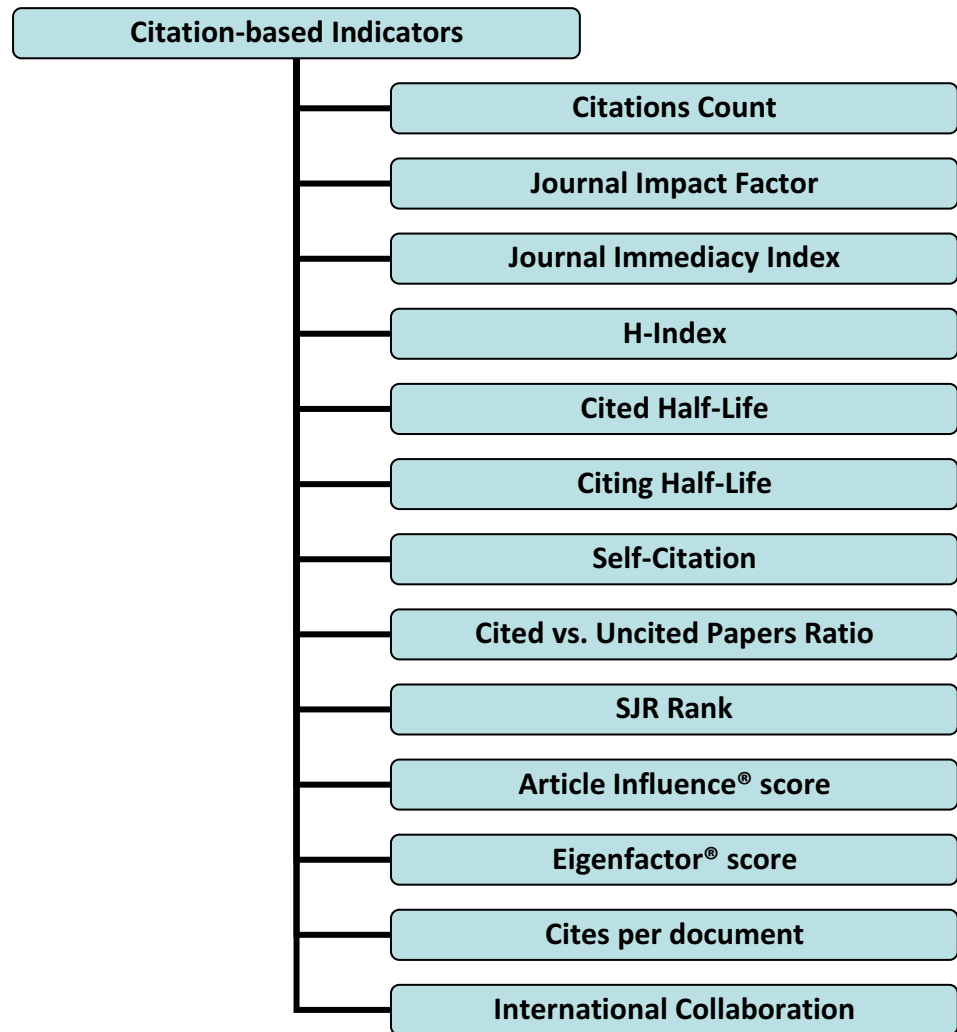 Citation-based Indicators
Citations Count
Journal Impact Factor
Journal Immediacy Index
H-Index
Cited Half-Life
Citing Half-Life
Self-Citation
Cited vs. Uncited Papers Ratio
SJR Rank
Article Influence® score
Eigenfactor® score
Cites per document
International Collaboration